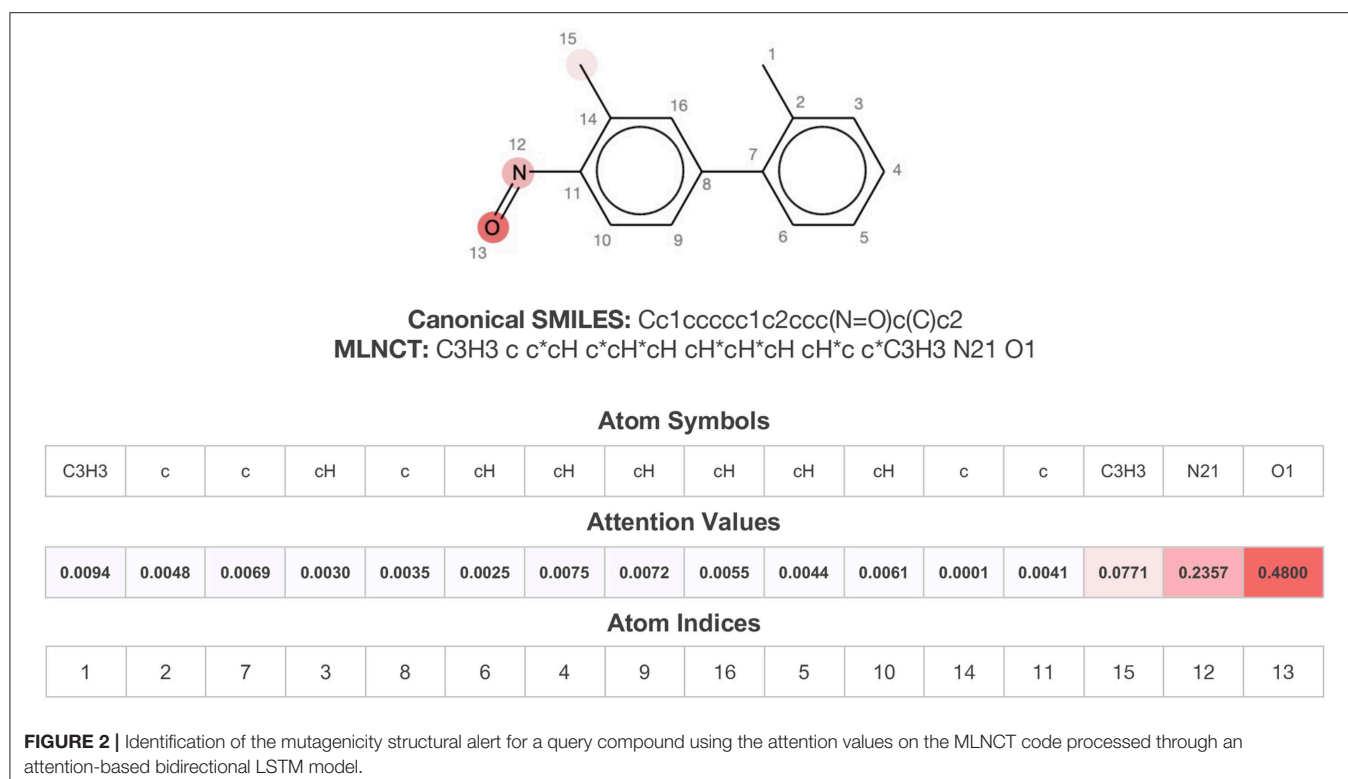 15
1
14
16
2
3
12
N
7
4
11
8
O
13
10
9
6
5
Canonical SMILES: Cc1ccccc1c2ccc(N=O)c(C)c2
MLNCT: C3H3 c c*cH c*cH*cH cH*cH*cH cH*c c*C3H3 N21 O1
Atom Symbols
C3H3 c c cH c cH cH cH cH cH cH c c C3H3 N21 O1
Attention Values
0.0094 0.0048 0.0069 0.0030 0.0035 0.0025 0.0075 0.0072 0.0055 0.0044 0.0061 0.0001 0.0041 0.0771 0.2357 0.4800
Atom Indices
1 2 7 3 8 6 4 9 16 5 10 14 11 15 12 13
FIGURE 2 | Identification of the mutagenicity structural alert for a query compound using the attention values on the MLNCT code processed through an
attention-based bidirectional LSTM model.